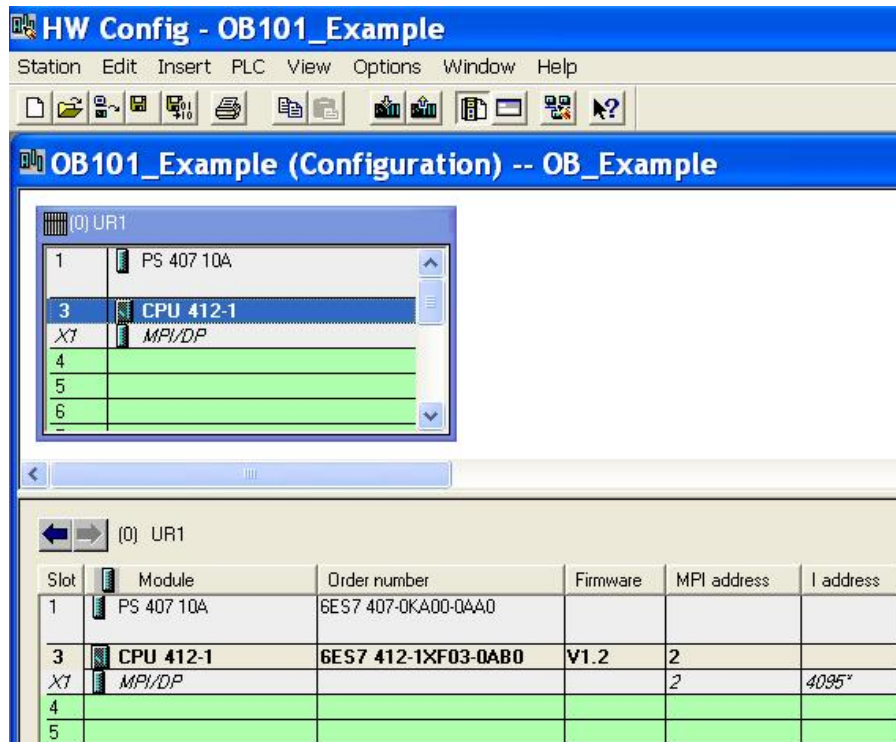 HW Config - OB101_Example
Station Edit Insert PLC View Options Window Help
OB101_Example (Configuration) -- OB_Example
(0) UR1
1 PS 407 10A
3 CPU 412-1
X1 MPI/DP
4
5
6
(0) UR1
Slot Module Order number Firmware MPI address I address
1 PS 407 10A 6ES7 407-0KA00-0AA0
3 CPU 412-1 6ES7 412-1XF03-0AB0 V1.2 2
X1 MPI/DP 2 4095*
4
5